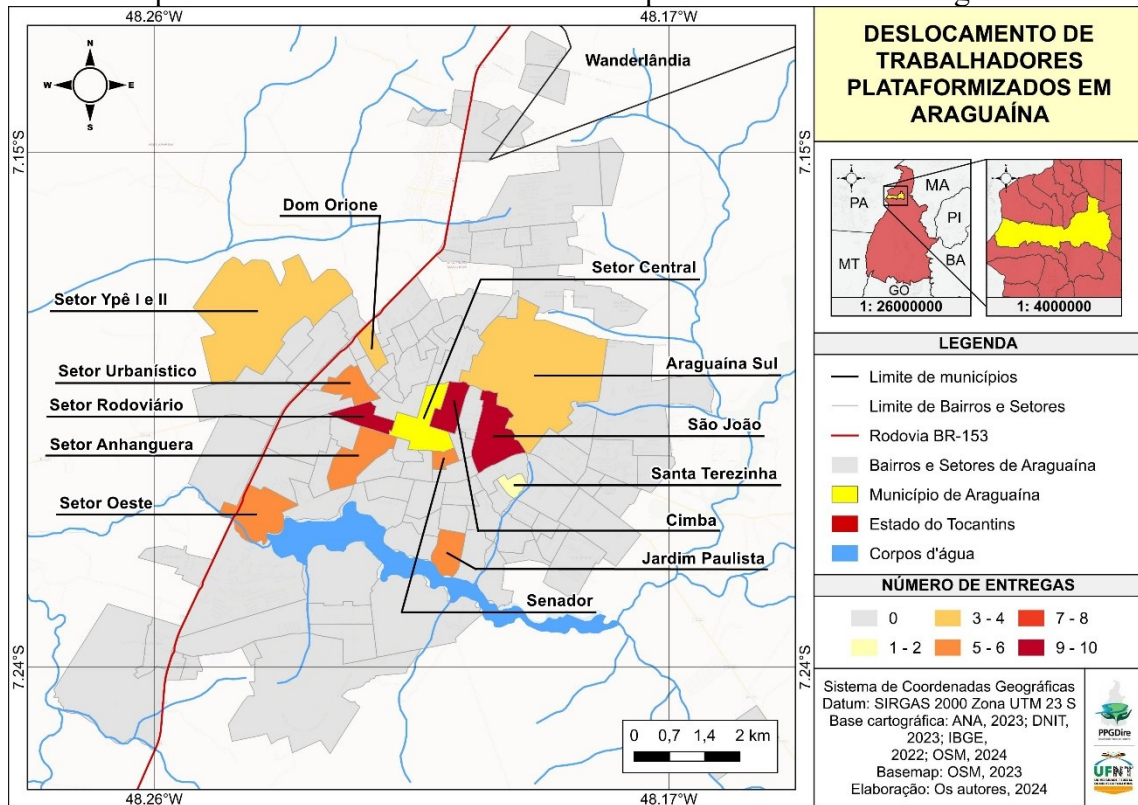 48.26°W
48.17°W
N
W
E
S
Wanderlândia
7.15°S
7.15°S
Dom Orione
Setor Central
Setor Ypê I e II
Setor Urbanístico
Araguaína Sul
Setor Rodoviário
São João
Setor Anhanguera
Santa Terezinha
Setor Oeste
Cimba
Jardim Paulista
Senador
7.24°S
7.24°S
0 0,7 1,4 2 km
48.26°W
48.17°W
DESLOCAMENTO DE
TRABALHADORES
PLATAFORMIZADOS EM
ARAGUAÍNA
PA
MA
PI
MT
BA
GO
1: 26000000
1: 4000000
LEGENDA
Limite de municípios
Limite de Bairros e Setores
Rodovia BR-153
Bairros e Setores de Araguaína
Município de Araguaína
Estado do Tocantins
Corpos d'água
NÚMERO DE ENTREGAS
0 3 - 4 7 - 8
1 - 2 5 - 6 9 - 10
Sistema de Coordenadas Geográficas
Datum: SIRGAS 2000 Zona UTM 23 S
Base cartográfica: ANA, 2023; DNIT,
2023; IBGE,
2022; OSM, 2024
Basemap: OSM, 2023
Elaboração: Os autores, 2024
PPGDire
UFNT